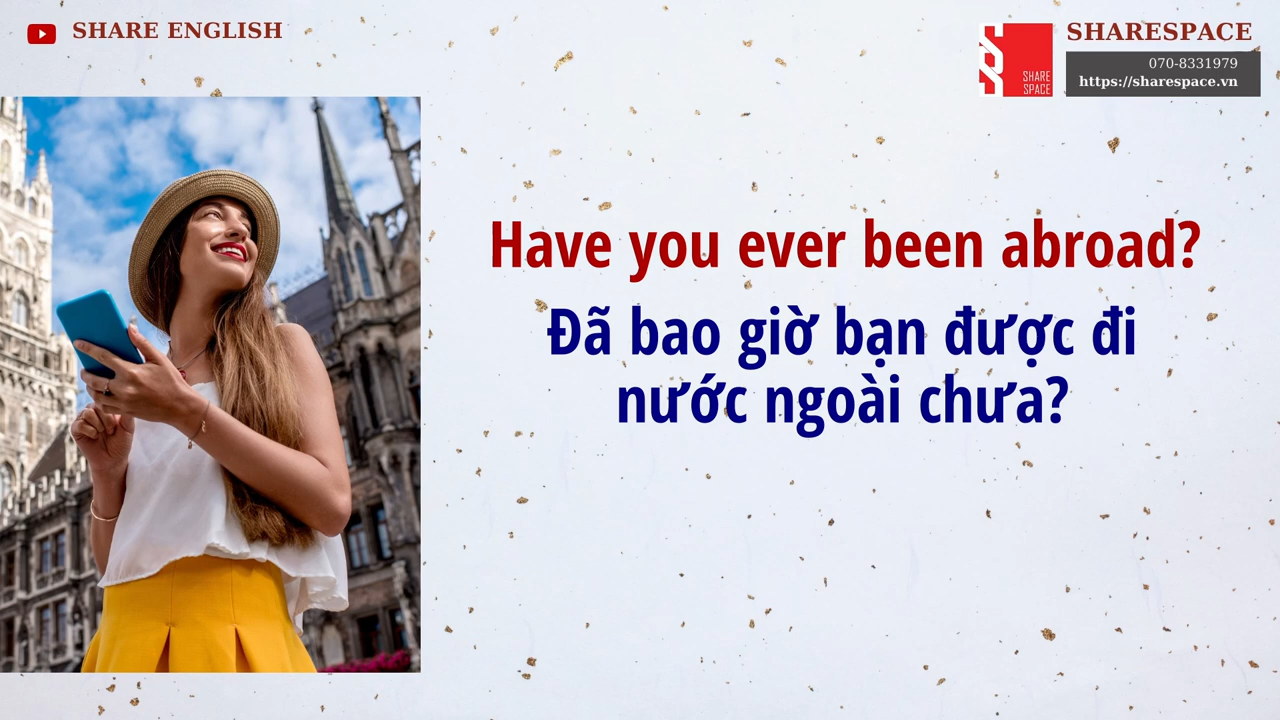 SHARE ENGLISH
SHARESPACE
070-8331979
https://sharespace.vn
SHARE
SPACE
Have you ever been abroad?
Đã bao giờ bạn được đi
nước ngoài chưa?